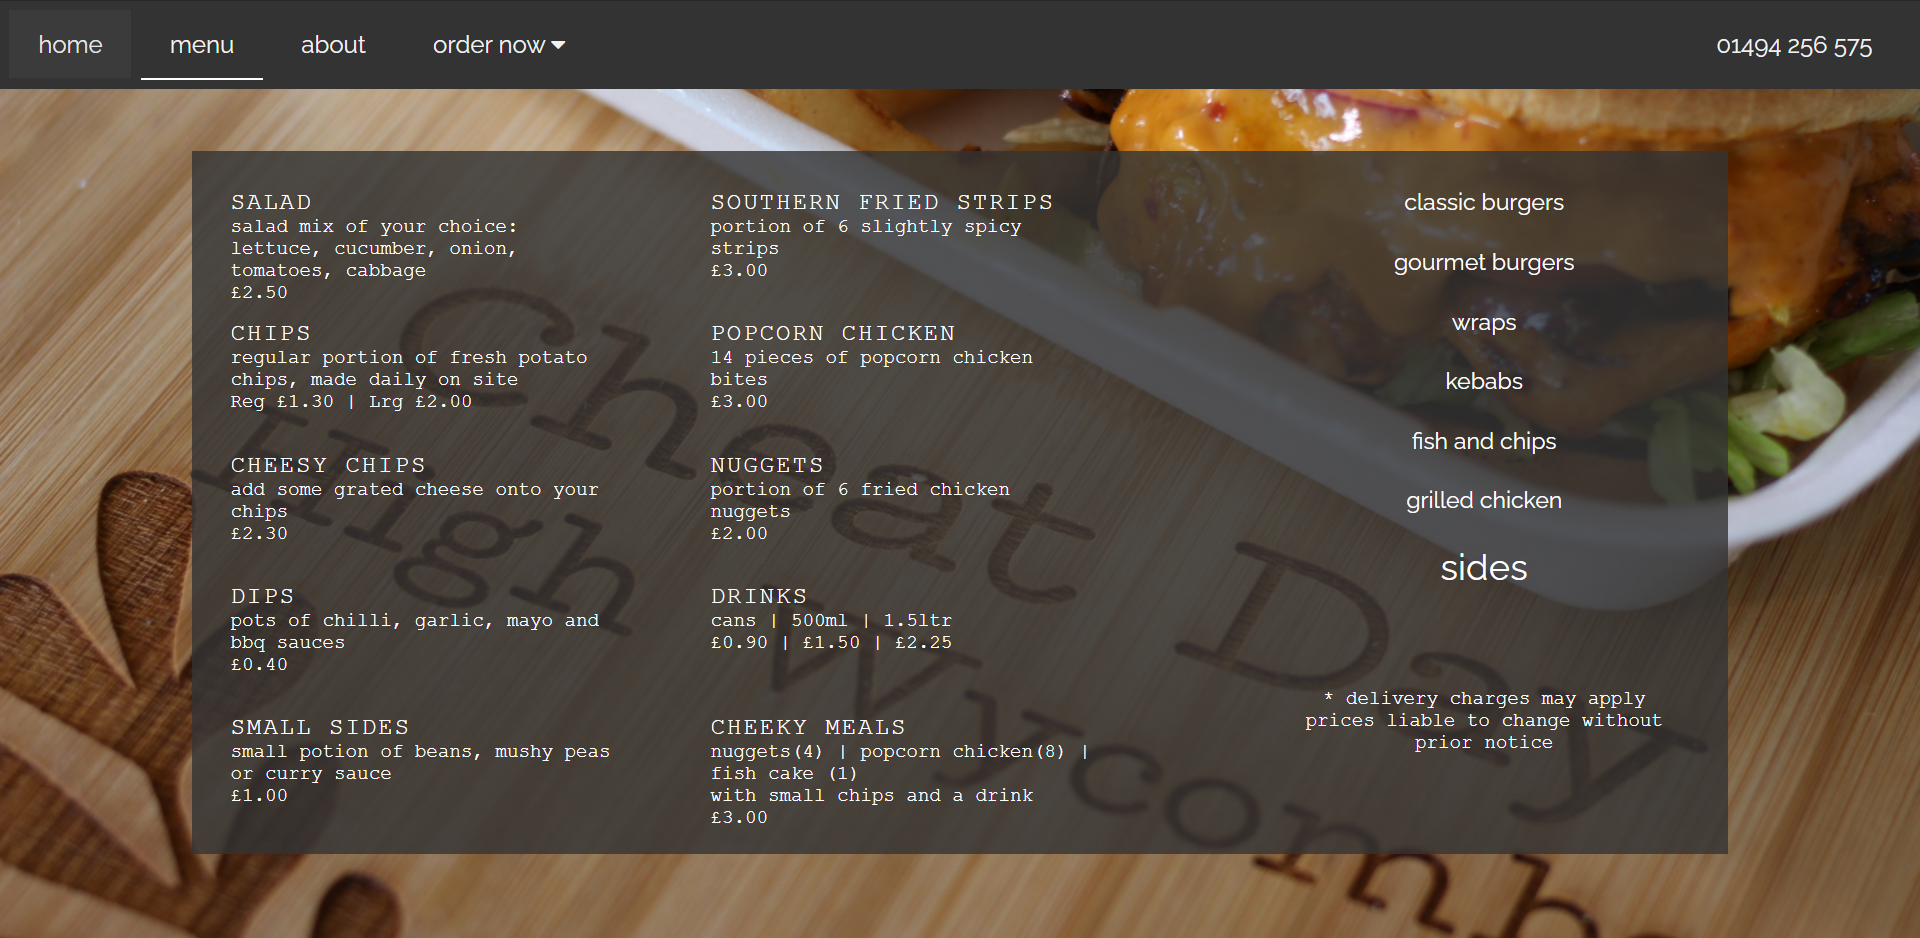 home
menu
about
order now
01494 256 575
SALAD
salad mix of your choice:
lettuce, cucumber, onion,
tomatoes, cabbage
£2.50
CHIPS
regular portion of fresh potato
chips, made daily on site
Reg £1.30 | Lrg £2.00
CHEESY CHIPS
add some grated cheese onto your
chips
£2.30
DIPS
pots of chilli, garlic, mayo and
bbq sauces
£0.40
SMALL SIDES
small potion of beans, mushy peas
or curry sauce
£1.00
SOUTHERN FRIED STRIPS
portion of 6 slightly spicy
strips
£3.00
POPCORN CHICKEN
14 pieces of popcorn chicken
bites
£3.00
NUGGETS
portion of 6 fried chicken
nuggets
£2.00
DRINKS
cans | 500ml | 1.5ltr
£0.90 | £1.50 | £2.25
CHEEKY MEALS
nuggets(4) | popcorn chicken(8) |
fish cake (1)
with small chips and a drink
£3.00
classic burgers
gourmet burgers
wraps
kebabs
fish and chips
grilled chicken
sides
* delivery charges may apply
prices liable to change without
prior notice
Cheat Day
High Wycombe